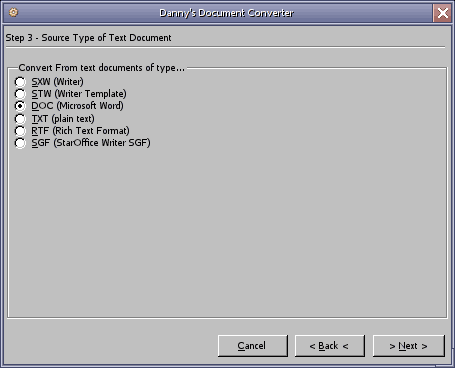 Danny's Document Converter
Step 3 - Source Type of Text Document
Convert From text documents of type...
SXW (Writer)
STW (Writer Template)
DOC (Microsoft Word)
TXT (plain text)
RTF (Rich Text Format)
SGF (StarOffice Writer SGF)
Cancel
< Back <
> Next >